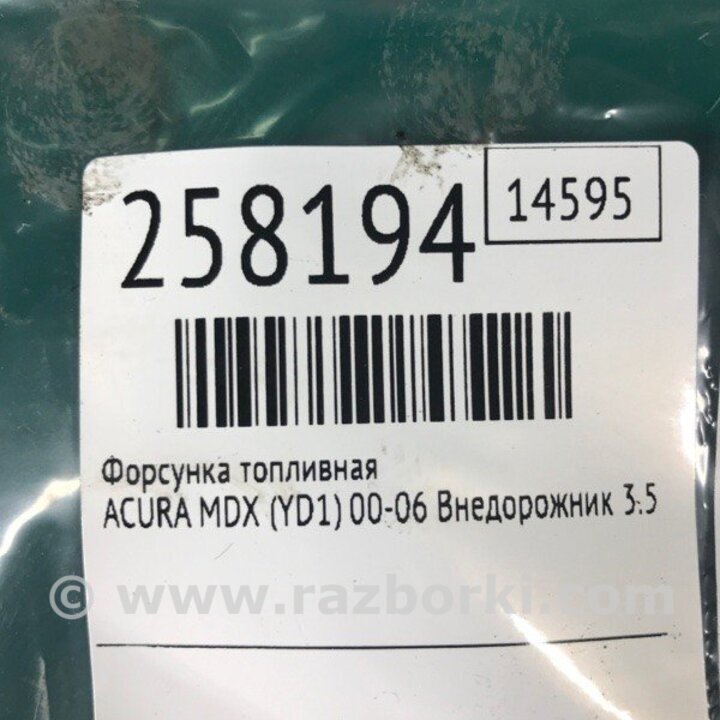 258194
14595
Форсунка топливная
ACURA MDX (YD1) 00-06 Внедорожник 3.5
© www.razborki.com